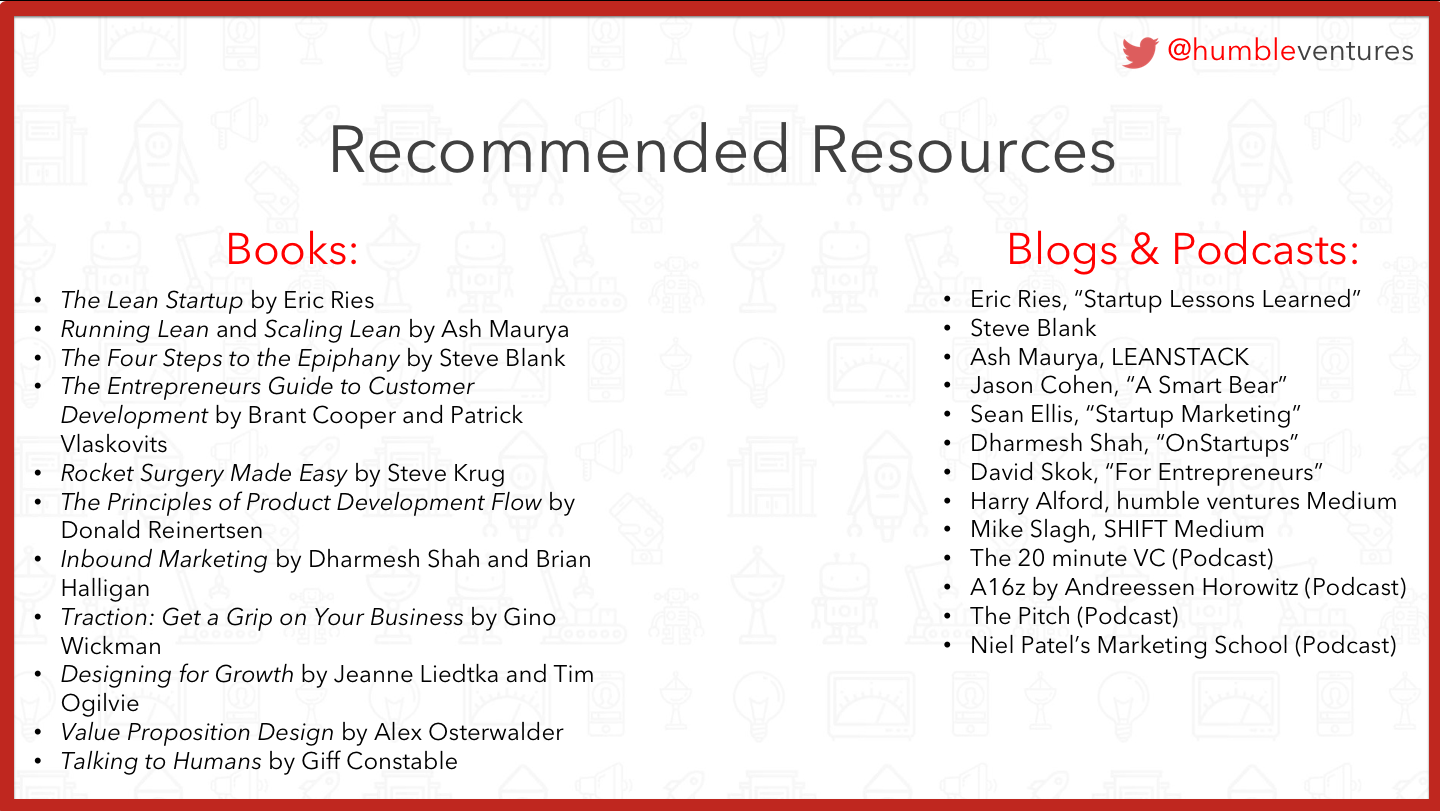 @humbleventures
Recommended Resources
Books:
• The Lean Startup by Eric Ries
• Running Lean and Scaling Lean by Ash Maurya
• The Four Steps to the Epiphany by Steve Blank
• The Entrepreneurs Guide to Customer
Development by Brant Cooper and Patrick
Vlaskovits
• Rocket Surgery Made Easy by Steve Krug
• The Principles of Product Development Flow by
Donald Reinertsen
• Inbound Marketing by Dharmesh Shah and Brian
Halligan
• Traction: Get a Grip on Your Business by Gino
Wickman
• Designing for Growth by Jeanne Liedtka and Tim
Ogilvie
• Value Proposition Design by Alex Osterwalder
• Talking to Humans by Giff Constable
Blogs & Podcasts:
• Eric Ries, “Startup Lessons Learned”
• Steve Blank
• Ash Maurya, LEANSTACK
• Jason Cohen, “A Smart Bear”
• Sean Ellis, “Startup Marketing”
• Dharmesh Shah, “OnStartups”
• David Skok, “For Entrepreneurs”
• Harry Alford, humble ventures Medium
• Mike Slagh, SHIFT Medium
• The 20 minute VC (Podcast)
• A16z by Andreessen Horowitz (Podcast)
• The Pitch (Podcast)
• Niel Patel’s Marketing School (Podcast)